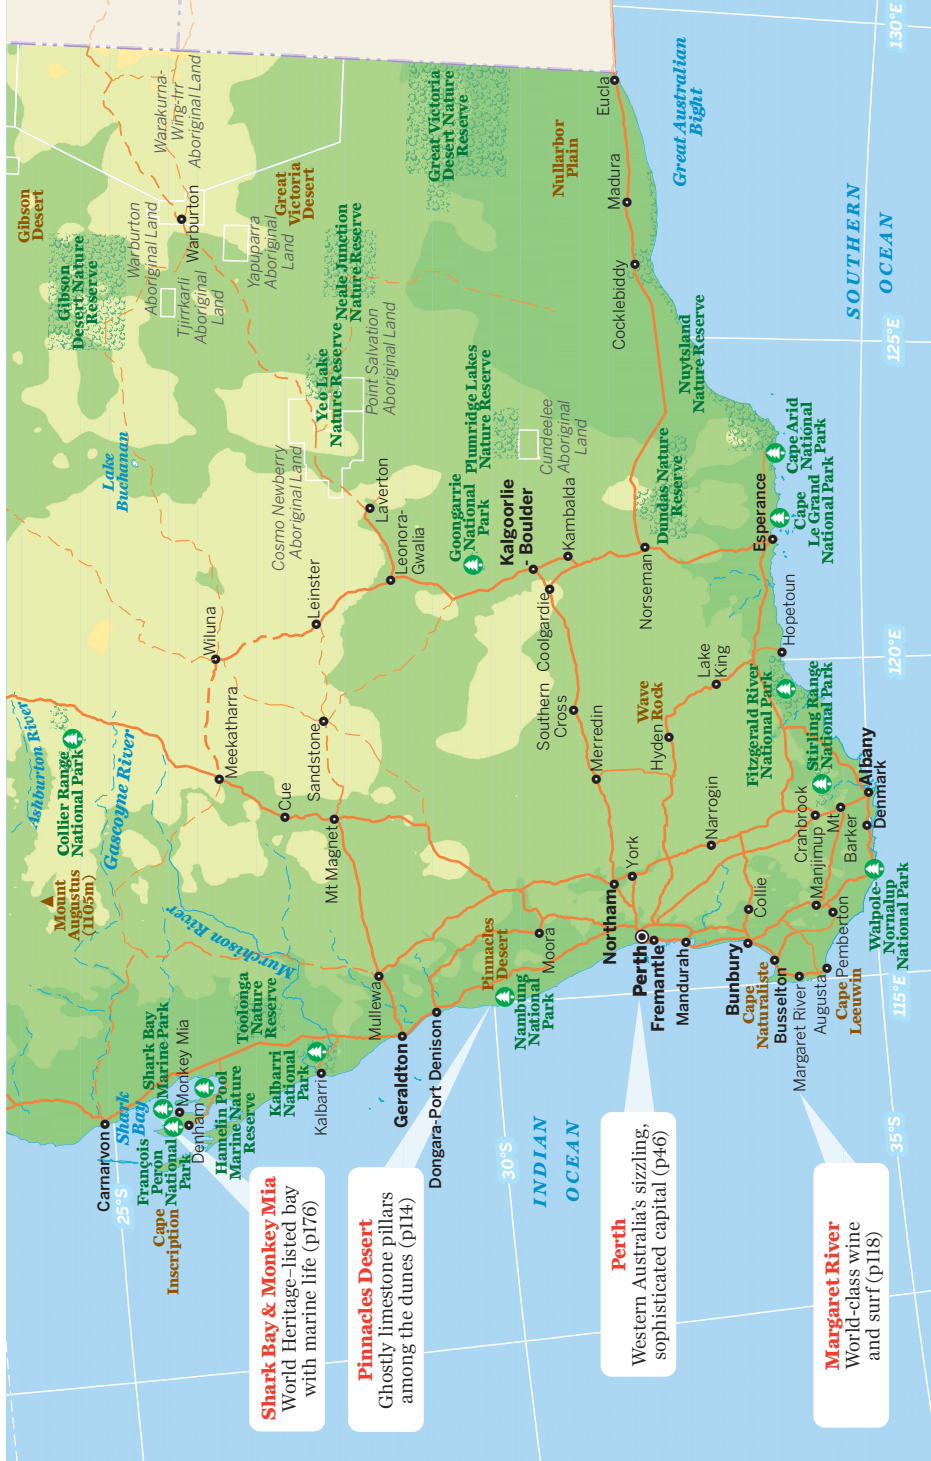 Gibson
Desert
Gibson
Desert Nature
Reserve
Warakurna-
Wing-Irr
Aboriginal Land
Warburton
Aboriginal Land
Warburton
Tjirrkarli
Aboriginal
Land
Yapuparra
Aboriginal
Land
Great
Victoria
Desert
Great Victoria
Desert Nature
Reserve
Neale Junction
Nature Reserve
Yeo Lake
Nature Reserve
Point Salvation
Aboriginal Land
Cosmo Newberry
Aboriginal Land
Lake
Buchanan
Laverton
Leonora-
Gwalia
Leinster
Wiluna
Meekatharra
Sandstone
Cue
Mt Magnet
Ashburton River
Collier Range
National Park
Gascoyne River
Mount
Augustus
(1105m)
Murchison River
Toolonga
Nature
Reserve
Mullewa
Carnarvon
Shark
Bay
Shark Bay
Marine Park
Monkey Mia
François
Peron
National
Park
Denham
Cape
Inscription
Hamelin Pool
Marine Nature
Reserve
Kalbarri
National
Park
Kalbarri
Geraldton
Dongara-Port Denison
Pinnacles
Desert
Nambung
National
Park
Moora
Northam
York
Perth
Fremantle
Mandurah
Bunbury
Collie
Cape
Naturaliste
Busselton
Margaret River
Augusta
Cape
Leeuwin
Pemberton
Manjimup
Walpole-
Nornalup
National Park
Denmark
Albany
Mt
Barker
Cranbrook
Stirling Range
National Park
Fitzgerald River
National Park
Narrogin
Hyden
Wave
Rock
Lake
King
Hopetoun
Merredin
Southern
Cross
Coolgardie
Kalgoorlie
- Boulder
Kambalda
Goongarrie
National
Park
Plumridge Lakes
Nature Reserve
Cundeelee
Aboriginal
Land
Norseman
Dundas Nature
Reserve
Esperance
Cape
Le Grand
National Park
Cape Arid
National
Park
Nuytsland
Nature Reserve
Cocklebiddy
Madura
Eucla
Nullarbor
Plain
Great Australian
Bight
SOUTHERN
OCEAN
INDIAN
OCEAN
25°S
30°S
35°S
115°E
120°E
125°E
130°E
Shark Bay & Monkey Mia
World Heritage–listed bay
with marine life (p176)
Pinnacles Desert
Ghostly limestone pillars
among the dunes (p114)
Perth
Western Australia's sizzling,
sophisticated capital (p46)
Margaret River
World-class wine
and surf (p118)